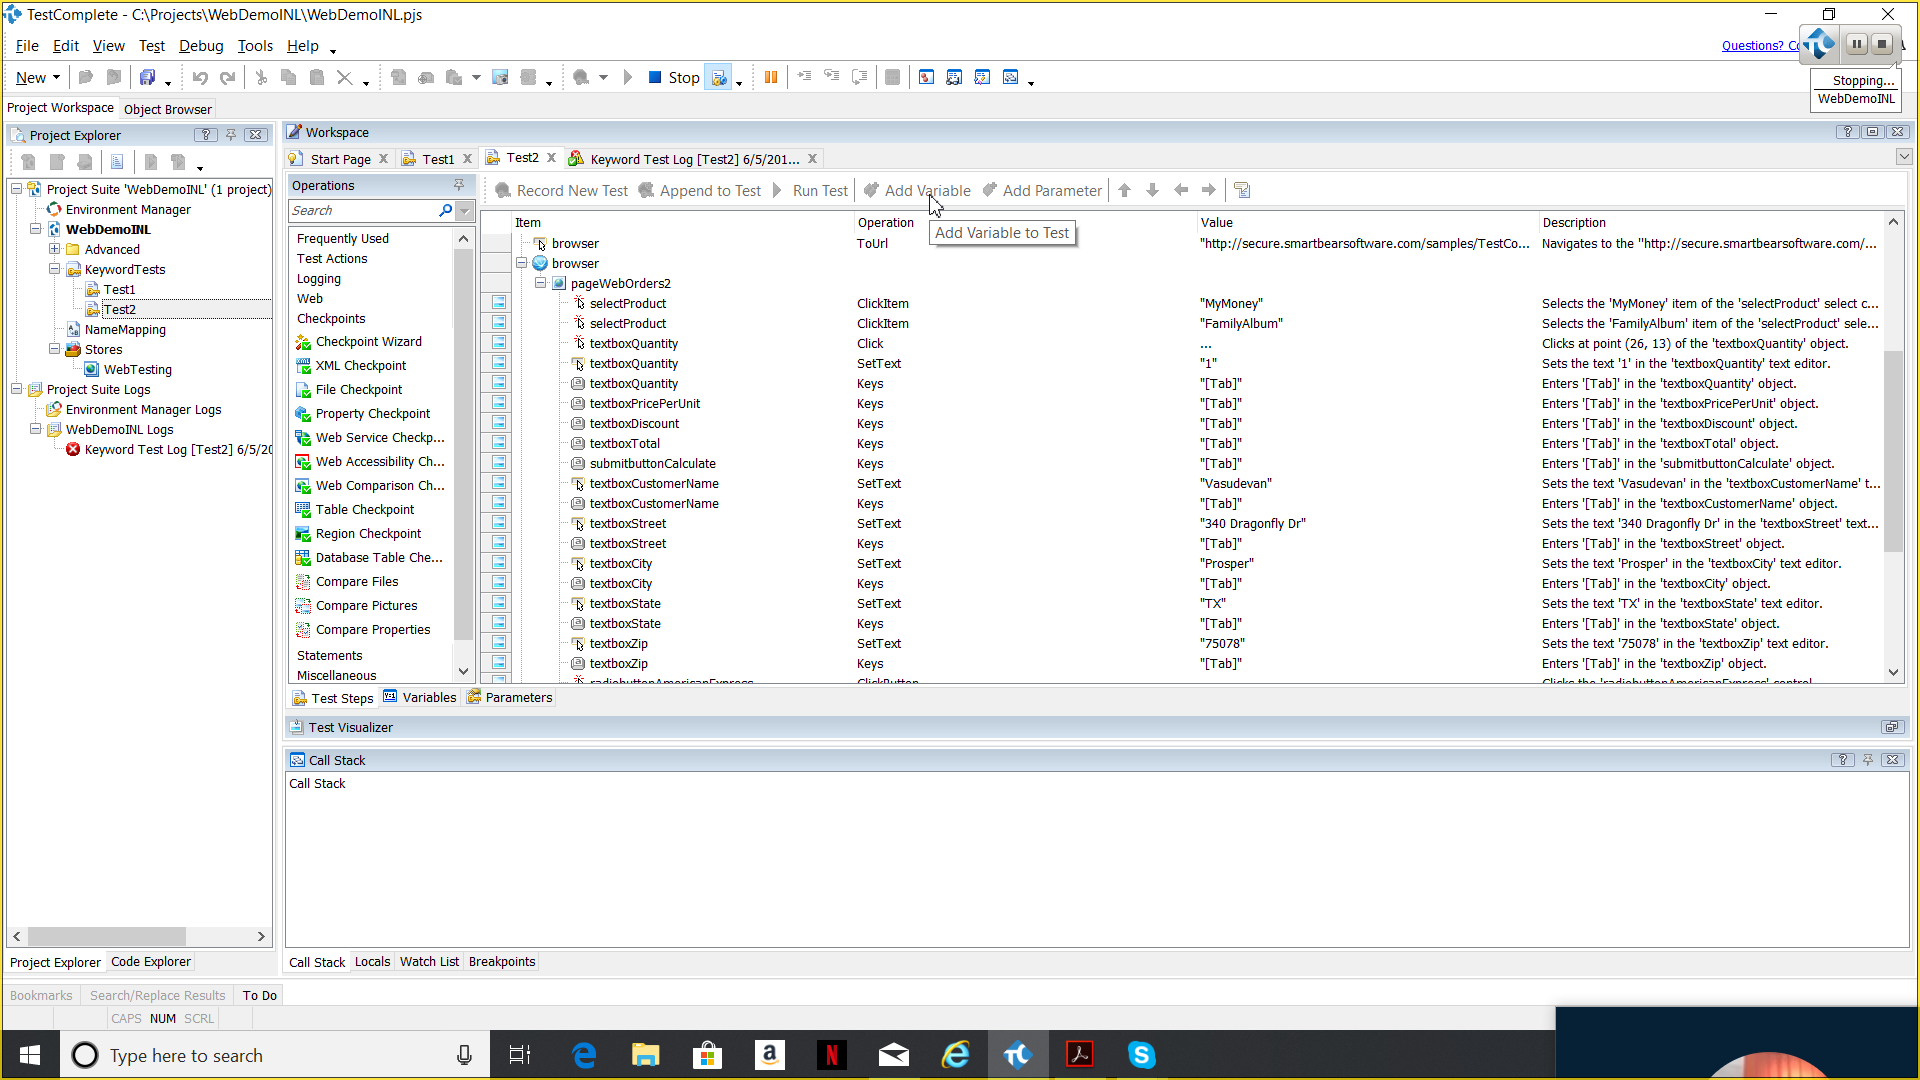 TestComplete - C:\Projects\WebDemoINL\WebDemoINL.pjs
File Edit View Test Debug Tools Help
Questions? Co
New Stop
Stopping...
WebDemoINL
Project Workspace Object Browser
Project Explorer
Workspace
Start Page Test1 Test2 Keyword Test Log [Test2] 6/5/201...
Operations
Record New Test Append to Test Run Test Add Variable Add Parameter
Search
Add Variable to Test
Project Suite 'WebDemoINL' (1 project)
Environment Manager
WebDemoINL
Advanced
KeywordTests
Test1
Test2
NameMapping
Stores
WebTesting
Project Suite Logs
Environment Manager Logs
WebDemoINL Logs
Keyword Test Log [Test2] 6/5/20
Frequently Used
Test Actions
Logging
Web
Checkpoints
Checkpoint Wizard
XML Checkpoint
File Checkpoint
Property Checkpoint
Web Service Checkp...
Web Accessibility Ch...
Web Comparison Ch...
Table Checkpoint
Region Checkpoint
Database Table Che...
Compare Files
Compare Pictures
Compare Properties
Statements
Miscellaneous
Item Operation Value Description
browser ToUrl "http://secure.smartbearsoftware.com/samples/TestCo... Navigates to the "http://secure.smartbearsoftware.com/...
browser
pageWebOrders2
selectProduct ClickItem "MyMoney" Selects the 'MyMoney' item of the 'selectProduct' select c...
selectProduct ClickItem "FamilyAlbum" Selects the 'FamilyAlbum' item of the 'selectProduct' sele...
textboxQuantity Click ... Clicks at point (26, 13) of the 'textboxQuantity' object.
textboxQuantity SetText "1" Sets the text '1' in the 'textboxQuantity' text editor.
textboxQuantity Keys "[Tab]" Enters '[Tab]' in the 'textboxQuantity' object.
textboxPricePerUnit Keys "[Tab]" Enters '[Tab]' in the 'textboxPricePerUnit' object.
textboxDiscount Keys "[Tab]" Enters '[Tab]' in the 'textboxDiscount' object.
textboxTotal Keys "[Tab]" Enters '[Tab]' in the 'textboxTotal' object.
submitbuttonCalculate Keys "[Tab]" Enters '[Tab]' in the 'submitbuttonCalculate' object.
textboxCustomerName SetText "Vasudevan" Sets the text 'Vasudevan' in the 'textboxCustomerName' t...
textboxCustomerName Keys "[Tab]" Enters '[Tab]' in the 'textboxCustomerName' object.
textboxStreet SetText "340 Dragonfly Dr" Sets the text '340 Dragonfly Dr' in the 'textboxStreet' text...
textboxStreet Keys "[Tab]" Enters '[Tab]' in the 'textboxStreet' object.
textboxCity SetText "Prosper" Sets the text 'Prosper' in the 'textboxCity' text editor.
textboxCity Keys "[Tab]" Enters '[Tab]' in the 'textboxCity' object.
textboxState SetText "TX" Sets the text 'TX' in the 'textboxState' text editor.
textboxState Keys "[Tab]" Enters '[Tab]' in the 'textboxState' object.
textboxZip SetText "75078" Sets the text '75078' in the 'textboxZip' text editor.
textboxZip Keys "[Tab]" Enters '[Tab]' in the 'textboxZip' object.
radiobuttonAmericanExpress ClickButton Clicks the 'radiobuttonAmericanExpress' control.
Test Steps Variables Parameters
Test Visualizer
Call Stack
Call Stack
Project Explorer Code Explorer
Call Stack Locals Watch List Breakpoints
Bookmarks Search/Replace Results To Do
CAPS NUM SCRL
Type here to search